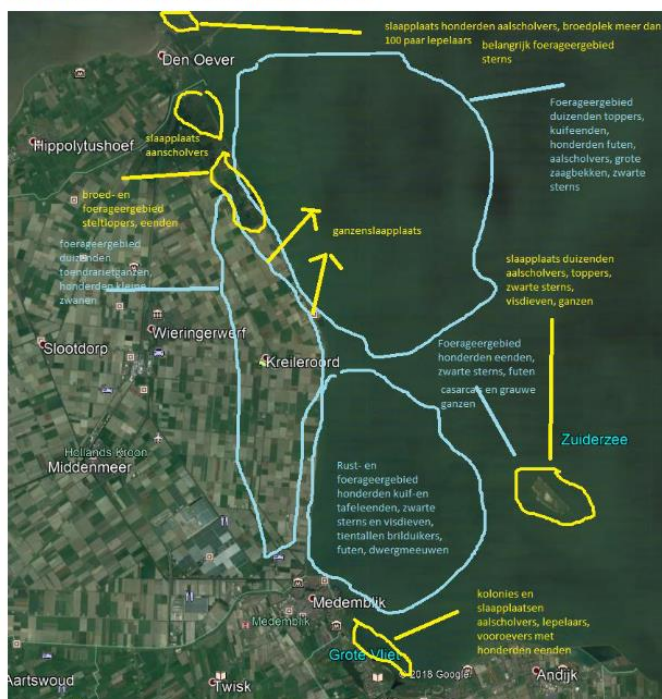 slaapplaats honderden aalscholvers, broedplek meer dan
100 paar lepelaars
belangrijk foerageergebied
sterns
Den Oever
Foerageergebied
duizenden toppers,
kuifeenden,
honderden futen,
aalscholvers, grote
zaagbekken, zwarte
sterns
Hippolytushoef
slaapplaats
aanscholvers
broed- en
foerageergebied
steltlopers, eenden
ganzenslaapplaats
foerageergebied
duizenden
toendrarietganzen,
honderden kleine
zwanen
slaapplaats duizenden
aalscholvers, toppers,
zwarte sterns,
visdieven, ganzen
Wieringerwerf
Slootdorp
Kreileroord
Foerageergebied
honderden eenden,
zwarte sterns, futen
casarca's en grauwe
ganzen
Zuiderzee
Hollands Kroon
Middenmeer
Rust- en
foerageergebied
honderden kuif-en
tafeleenden, zwarte
sterns en visdieven,
tientallen brilduikers,
futen, dwergmeeuwen
Medemblik
Medemblik
kolonies en
slaapplaatsen
aalscholvers, lepelaars,
vooroevers met
honderden eenden
Grote Vliet
© 2018 Google
Aartswoud
Twisk
Andijk